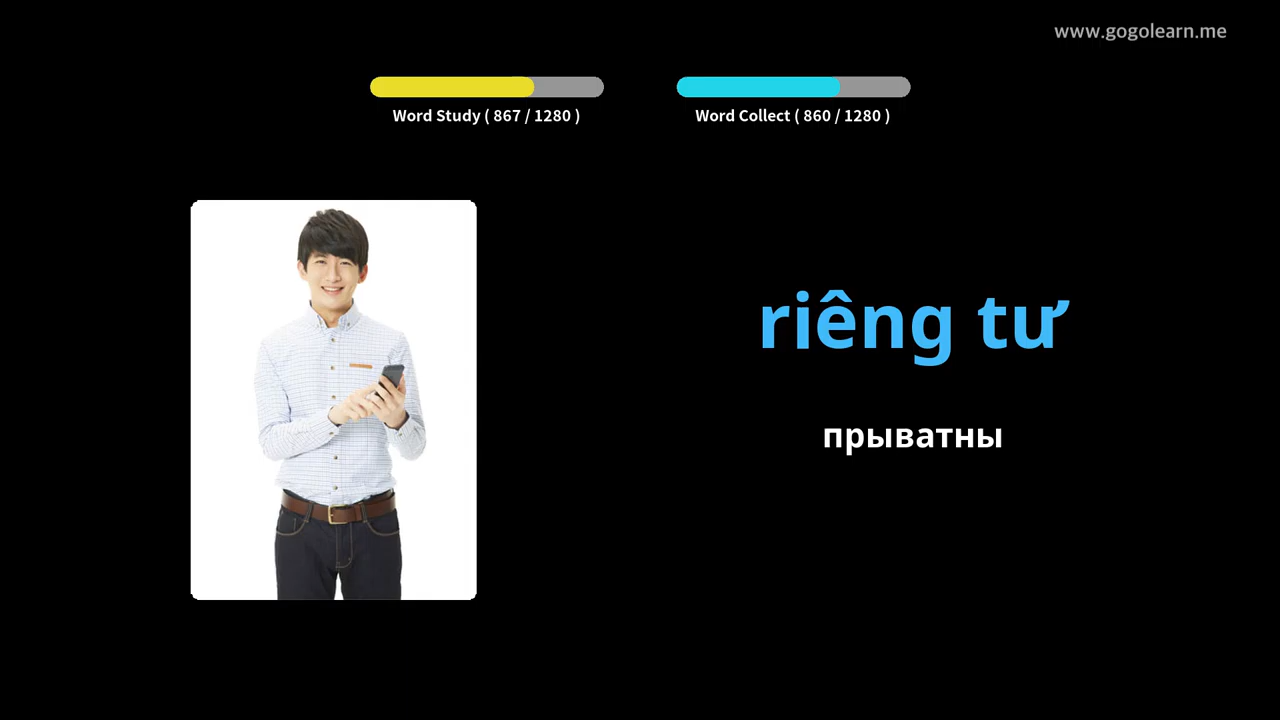 www.gogolearn.me
Word Study ( 867 / 1280 )
Word Collect ( 860 / 1280 )
riêng tư
прыватны